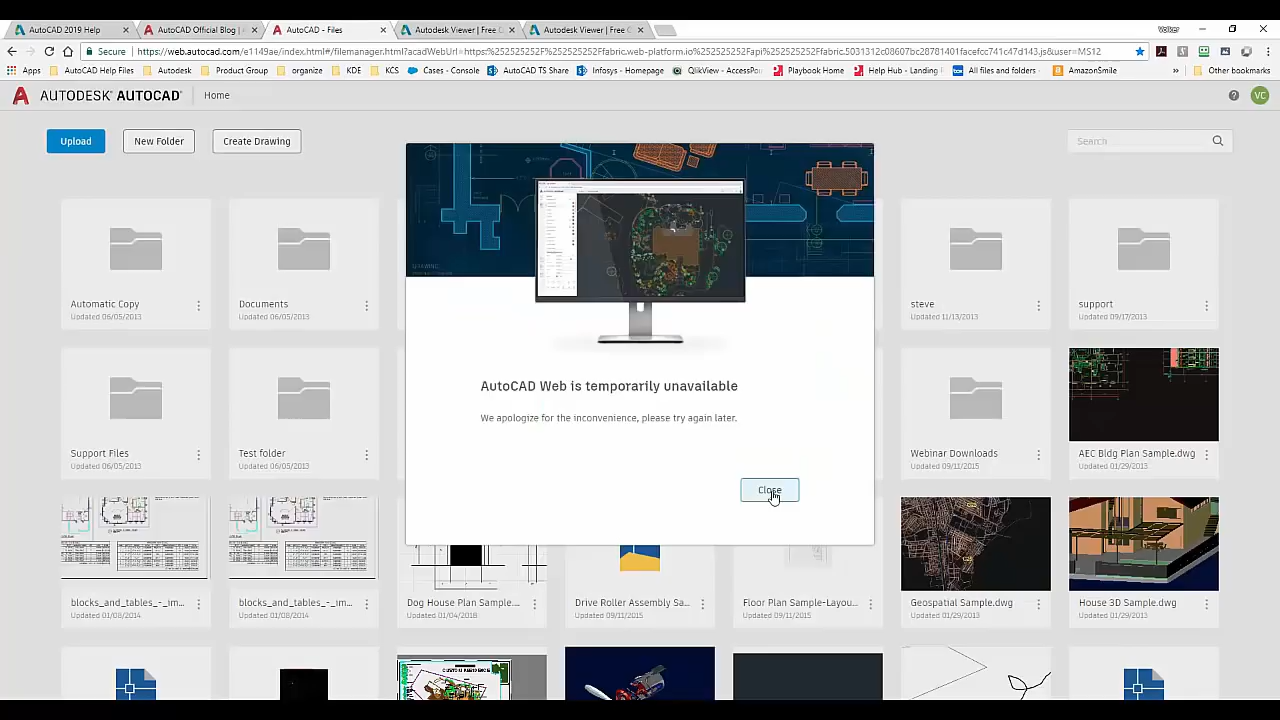 AutoCAD 2019 Help
AutoCAD Official Blog | A
AutoCAD - Files
Autodesk Viewer | Free O
Autodesk Viewer | Free O
Volker
Secure
https://web.autocad.com/e1149ae/index.html#/filemanager.html?acadWebUrl=https:%252525252F%252525252Ffabric.web-platform.io%252525252Fapi%252525252Ffabric.5031312c08607bc28781401facefcc741c47d143.js&user=MS12
Apps
AutoCAD Help Files
Autodesk
Product Group
organize
KDE
KCS
Cases - Console
AutoCAD TS Share
Infosys - Homepage
QlikView - AccessPo
Playbook Home
Help Hub - Landing
All files and folders -
AmazonSmile
»
Other bookmarks
AUTODESK® AUTOCAD®
Home
VC
Upload
New Folder
Create Drawing
Search
Automatic Copy
Updated 06/05/2013
Documents
Updated 06/05/2013
steve
Updated 11/13/2013
support
Updated 09/17/2013
AutoCAD Web is temporarily unavailable
We apologize for the inconvenience, please try again later.
Close
Support Files
Updated 06/05/2013
Test folder
Updated 06/05/2013
Webinar Downloads
Updated 09/11/2015
AEC Bldg Plan Sample.dwg
Updated 01/29/2013
blocks_and_tables_-_im...
Updated 01/08/2014
blocks_and_tables_-_im...
Updated 01/08/2013
Dog House Plan Sample....
Updated 01/04/2018
Drive Roller Assembly Sa...
Updated 09/11/2015
Floor Plan Sample-Layou...
Updated 09/11/2015
Geospatial Sample.dwg
Updated 01/29/2013
House 3D Sample.dwg
Updated 01/29/2013